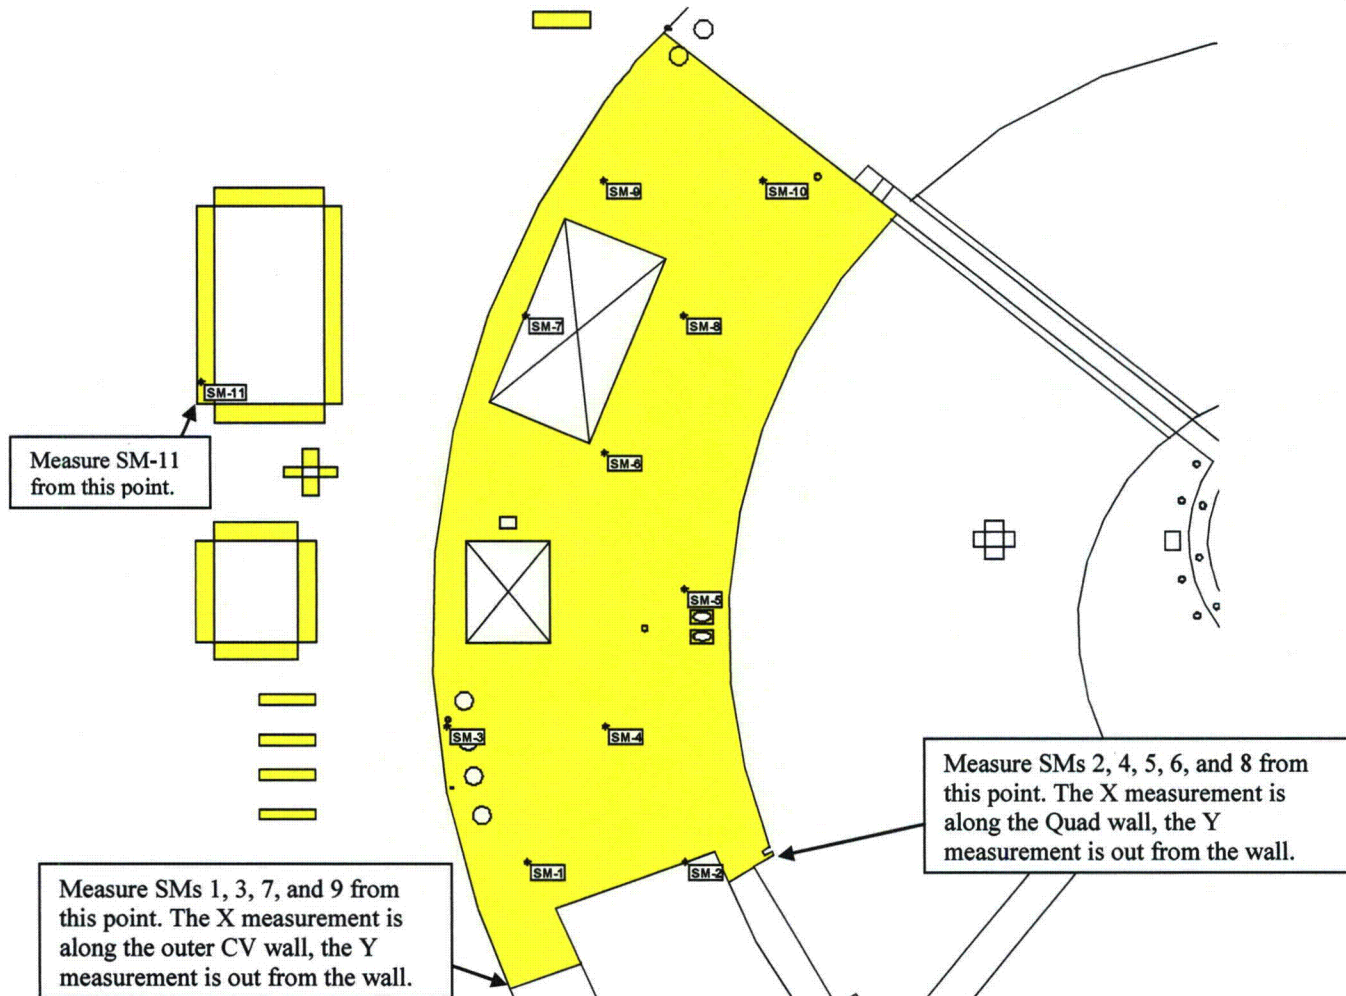 SM-9
SM-10
SM-7
SM-8
SM-11
Measure SM-11
from this point.
SM-6
SM-5
SM-3
SM-4
Measure SMs 2, 4, 5, 6, and 8 from
this point. The X measurement is
along the Quad wall, the Y
measurement is out from the wall.
SM-1
SM-2
Measure SMs 1, 3, 7, and 9 from
this point. The X measurement is
along the outer CV wall, the Y
measurement is out from the wall.